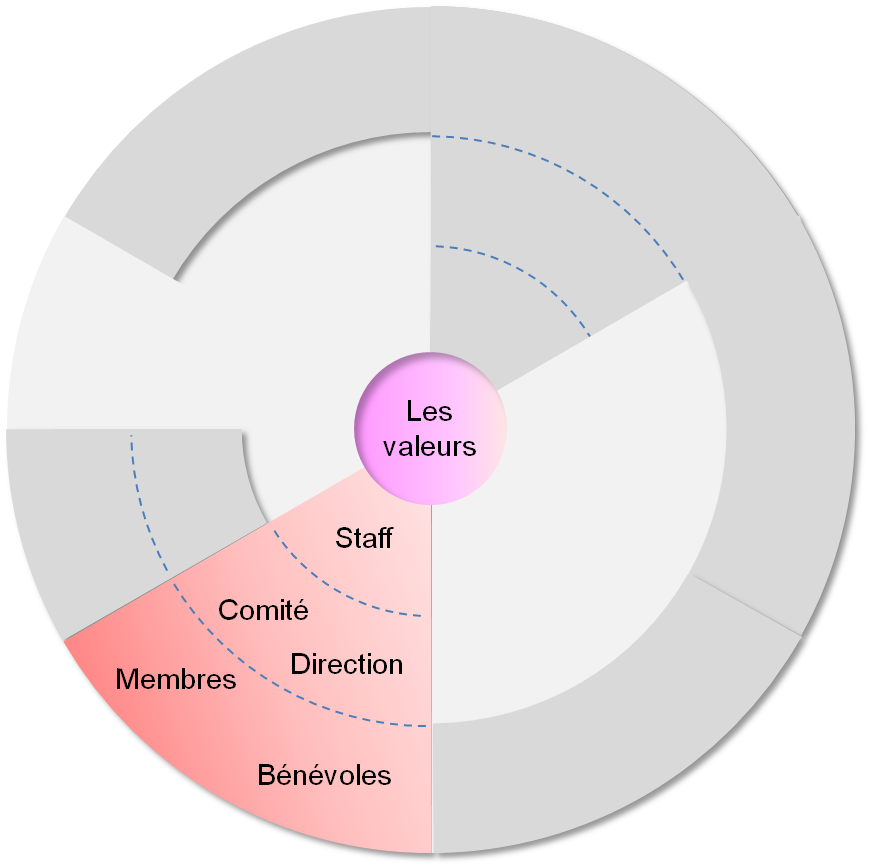 Les
valeurs
Staff
Comité
Direction
Membres
Bénévoles